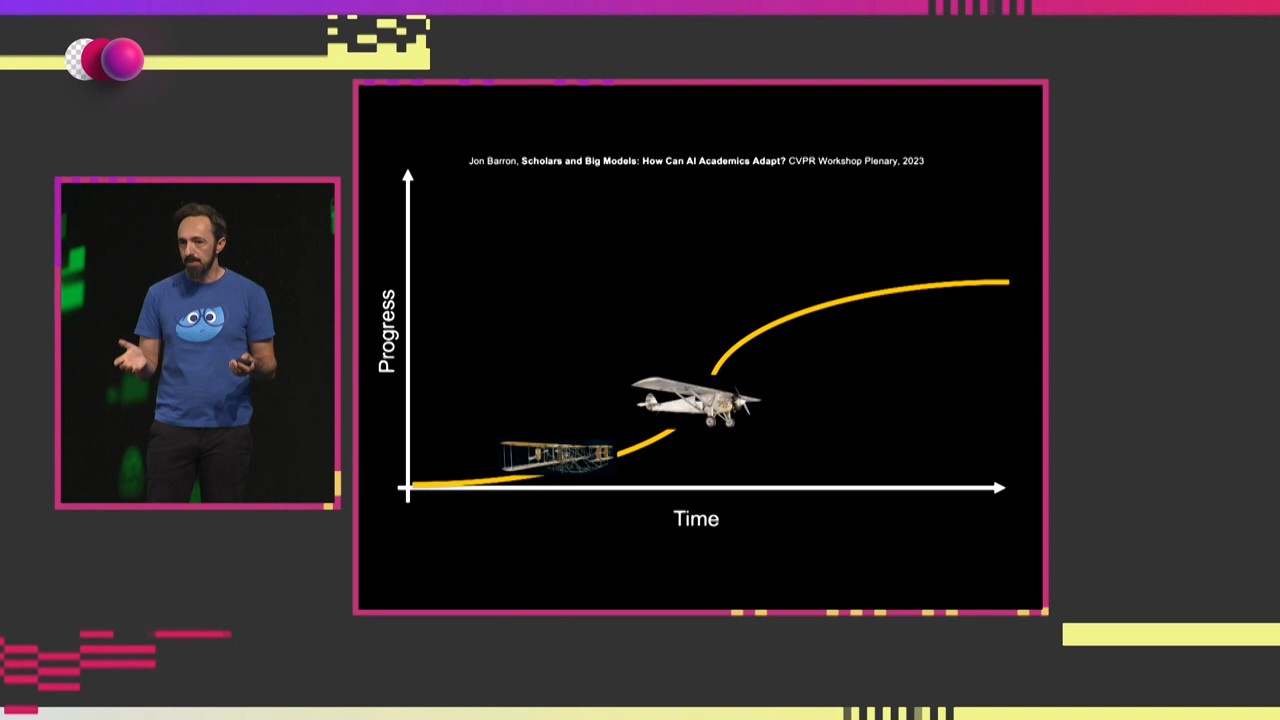 Jon Barron, Scholars and Big Models: How Can AI Academics Adapt? CVPR Workshop Plenary, 2023
Progress
Time